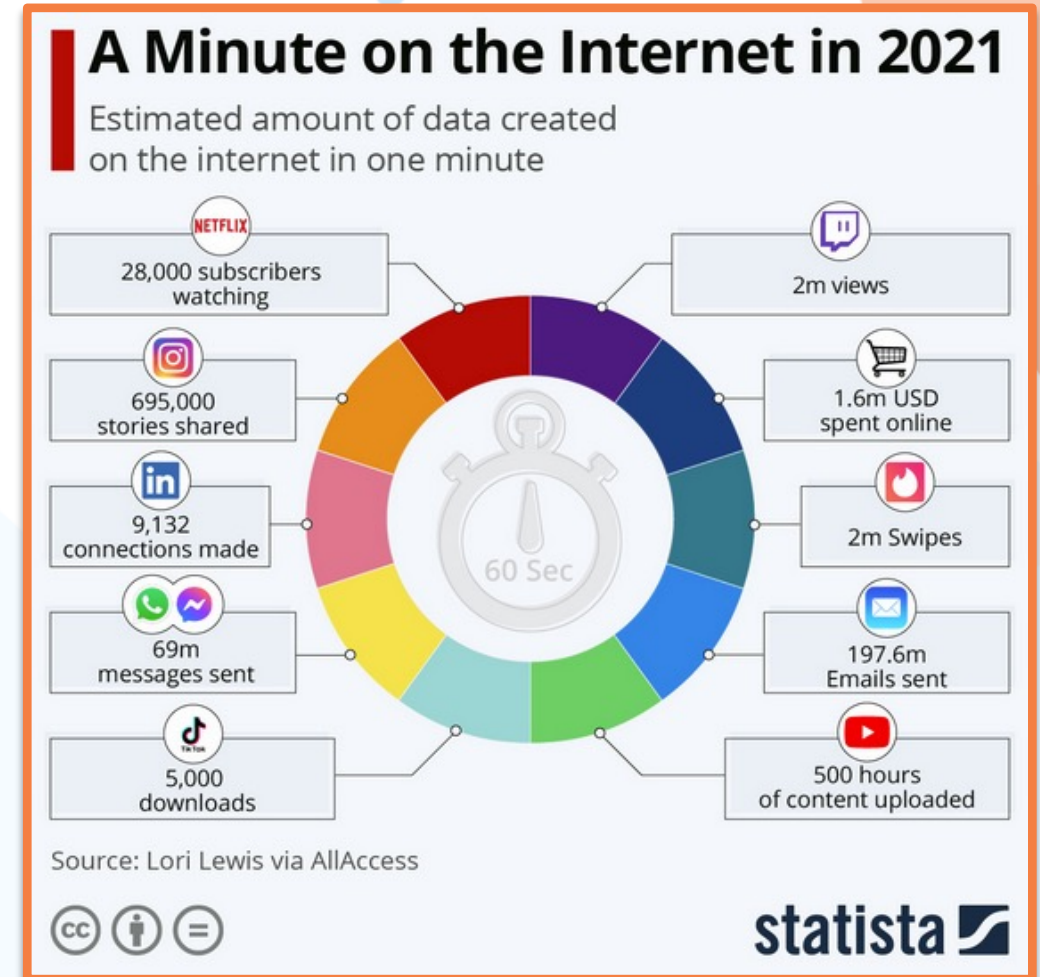 A Minute on the Internet in 2021
Estimated amount of data created
on the internet in one minute
NETFLIX
28,000 subscribers
watching
2m views
695,000
stories shared
1.6m USD
spent online
in
9,132
connections made
2m Swipes
69m
messages sent
197.6m
Emails sent
TikTok
5,000
downloads
500 hours
of content uploaded
60 Sec
Source: Lori Lewis via AllAccess
cc
statista